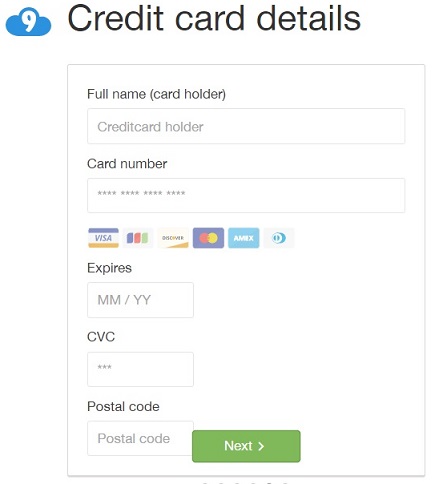 9 Credit card details
Full name (card holder)
Creditcard holder
Card number
**** **** **** ****
VISA DISCOVER AMEX
Expires
MM / YY
CVC
***
Postal code
Postal code
Next >